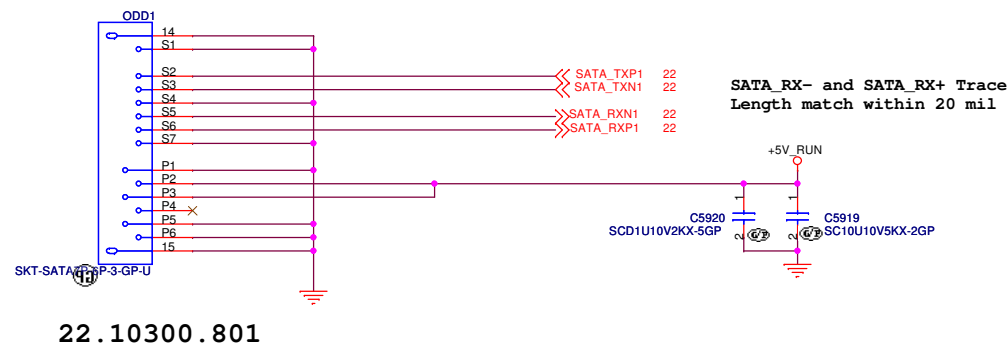 ODD1
14
S1
S2
S3
S4
S5
S6
S7
P1
P2
P3
P4
P5
P6
15
SATA_TXP1 22
SATA_TXN1 22
SATA_RXN1 22
SATA_RXP1 22
SATA_RX- and SATA_RX+ Trace
Length match within 20 mil
+5V_RUN
1
1
C5920
SCD1U10V2KX-5GP
2
C5919
SC10U10V5KX-2GP
2
22.10300.801